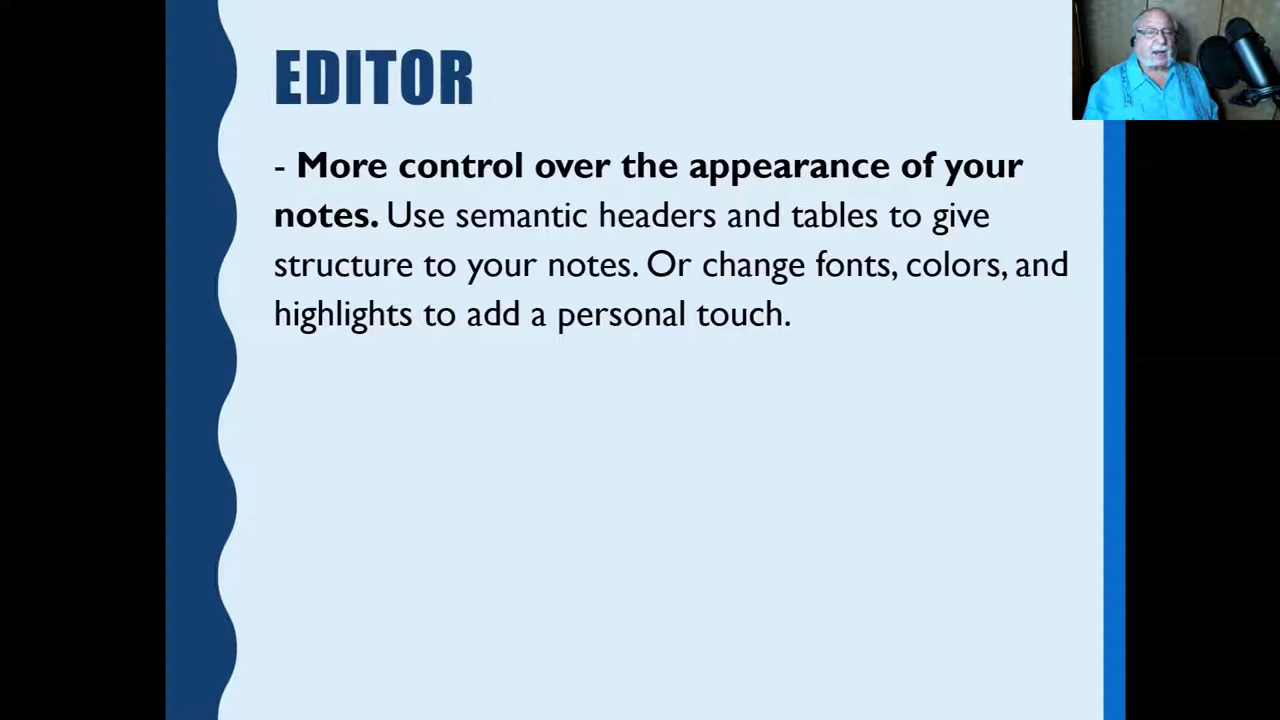 EDITOR
- More control over the appearance of your
notes. Use semantic headers and tables to give
structure to your notes. Or change fonts, colors, and
highlights to add a personal touch.